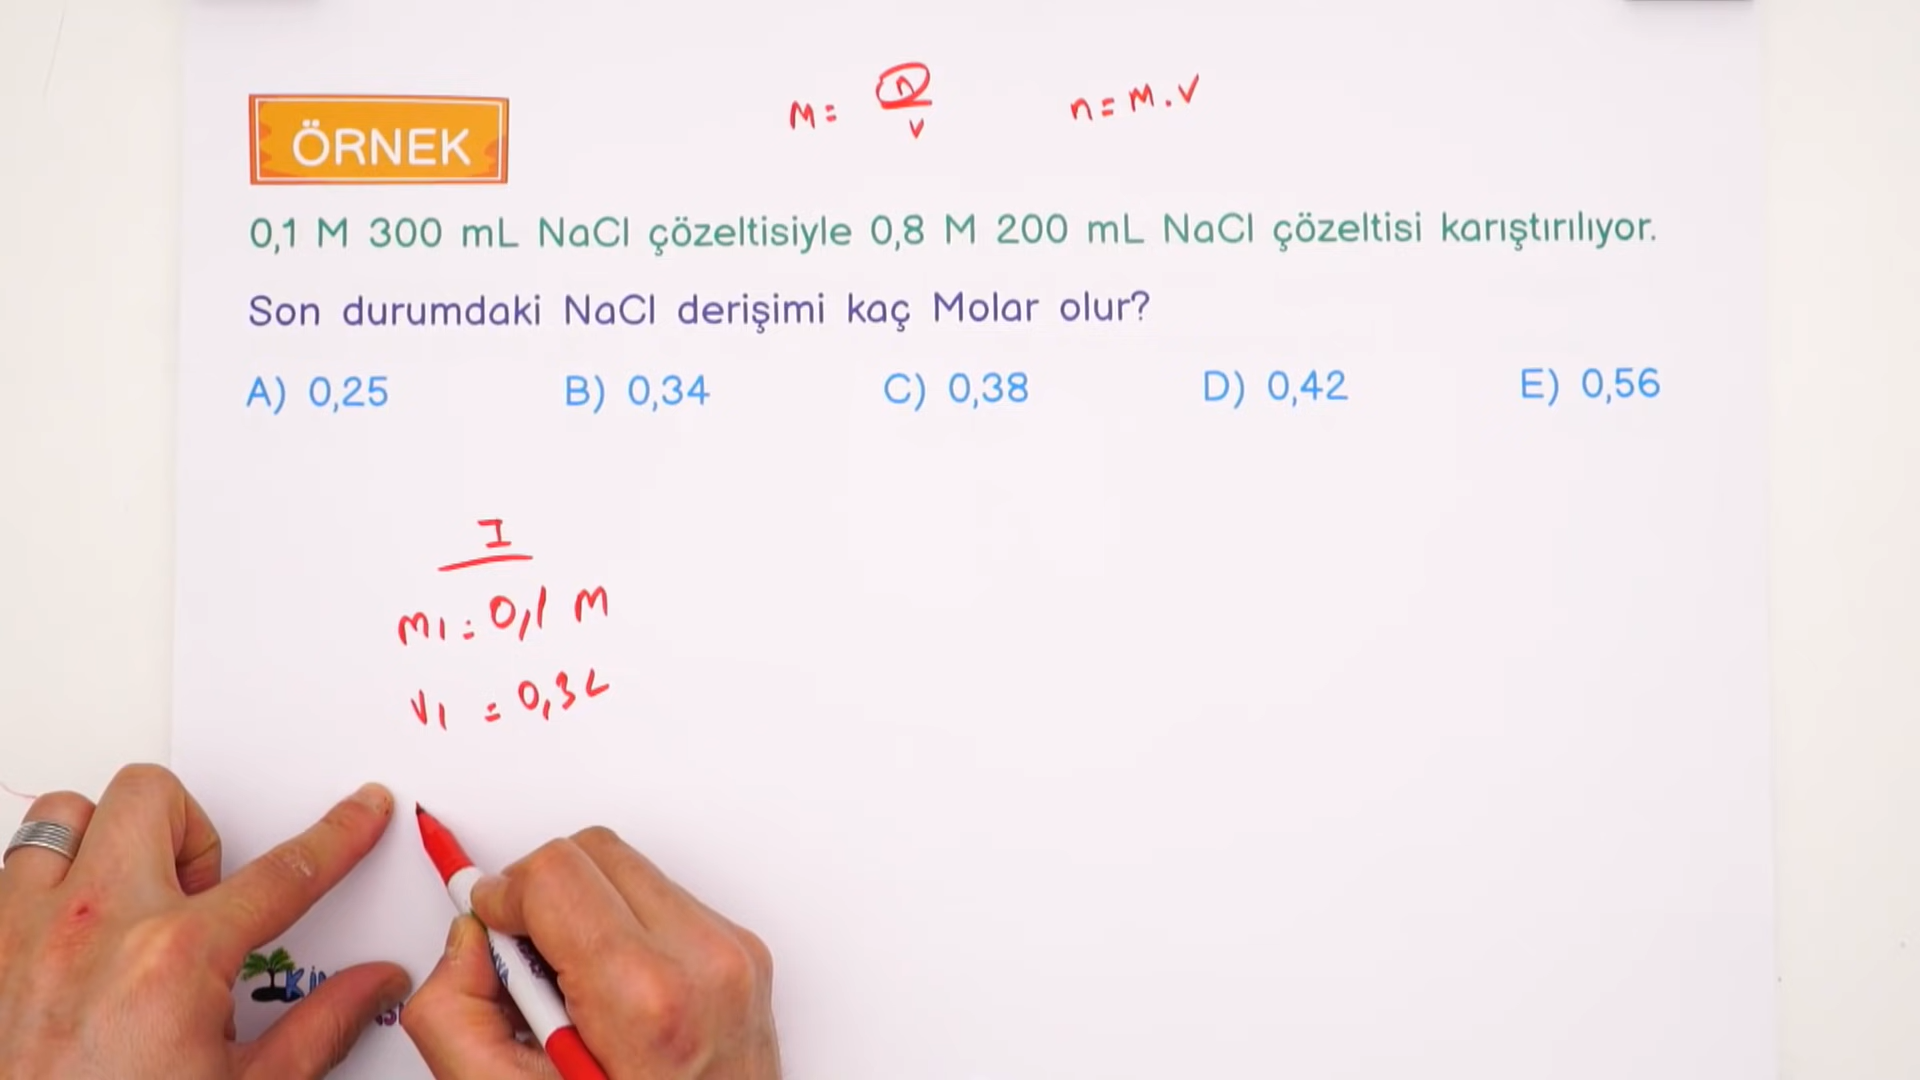 M = n/V
n = M.V
ÖRNEK
0,1 M 300 mL NaCl çözeltisiyle 0,8 M 200 mL NaCl çözeltisi karıştırılıyor.
Son durumdaki NaCl derişimi kaç Molar olur?
A) 0,25 B) 0,34 C) 0,38 D) 0,42 E) 0,56
I
M1 = 0,1 M
V1 = 0,3 L